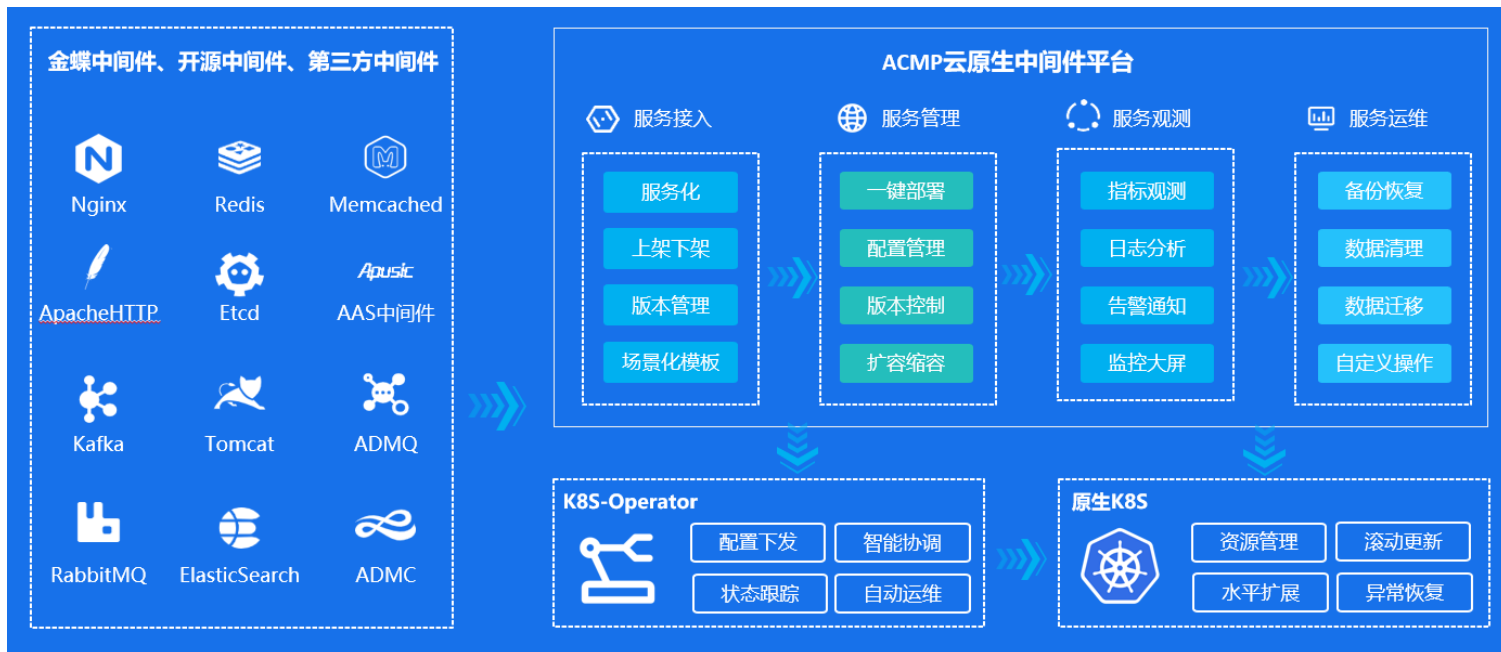 金蝶中间件、开源中间件、第三方中间件
Nginx
Redis
Memcached
ApacheHTTP
Etcd
Apusic
AAS中间件
Kafka
Tomcat
ADMQ
RabbitMQ
ElasticSearch
ADMC
ACMP云原生中间件平台
服务接入
服务化
上架下架
版本管理
场景化模板
服务管理
一键部署
配置管理
版本控制
扩容缩容
服务观测
指标观测
日志分析
告警通知
监控大屏
服务运维
备份恢复
数据清理
数据迁移
自定义操作
K8S-Operator
配置下发
智能协调
状态跟踪
自动运维
原生K8S
资源管理
滚动更新
水平扩展
异常恢复